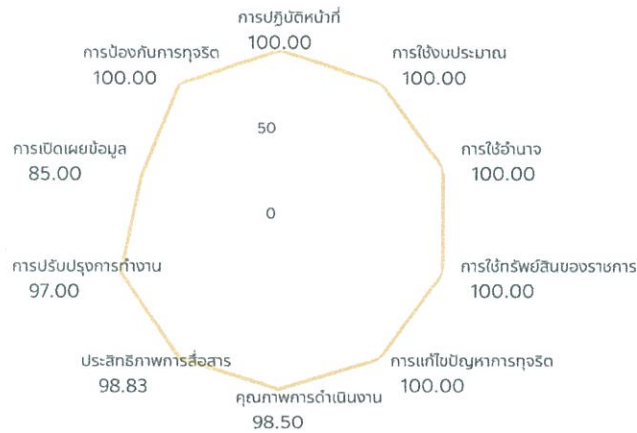 การปฏิบัติหน้าที่
100.00
การป้องกันการทุจริต
100.00
การใช้งบประมาณ
100.00
50
การเปิดเผยข้อมูล
85.00
การใช้อำนาจ
100.00
0
การปรับปรุงการทำงาน
97.00
การใช้ทรัพย์สินของราชการ
100.00
ประสิทธิภาพการสื่อสาร
98.83
การแก้ไขปัญหาการทุจริต
100.00
คุณภาพการดำเนินงาน
98.50